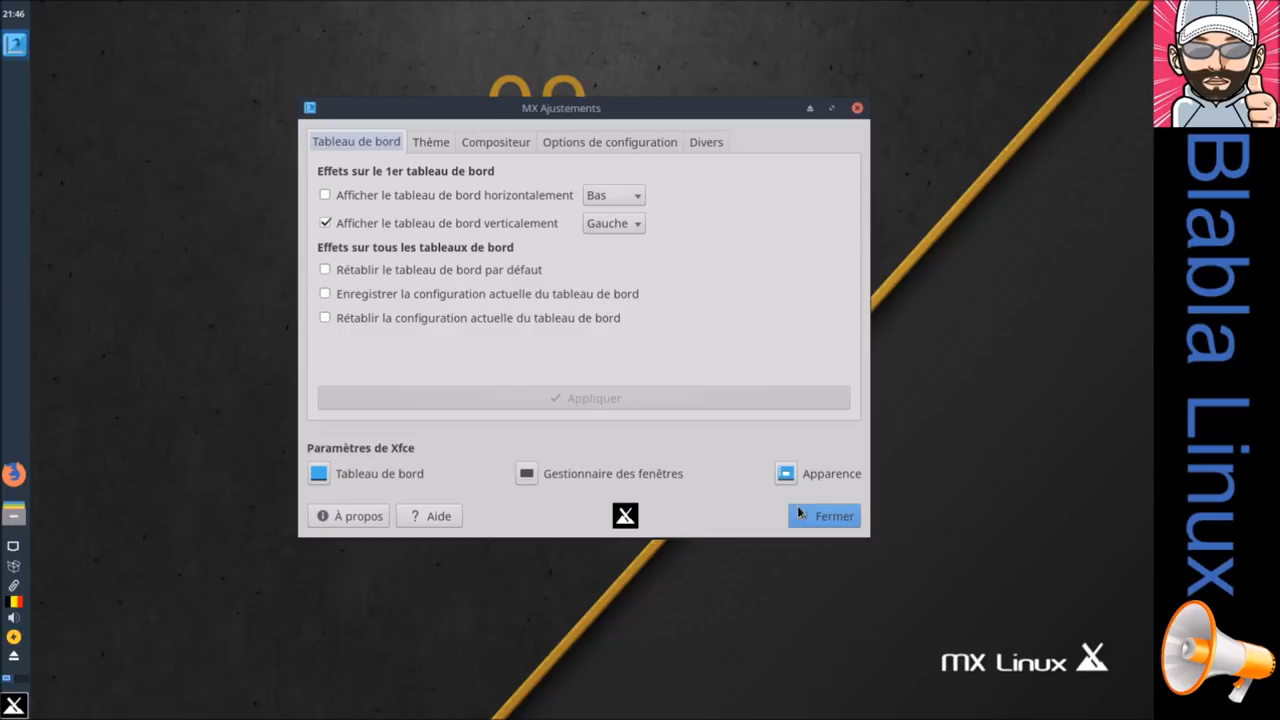 21:46
MX Ajustements
Tableau de bord Thème Compositeur Options de configuration Divers
Effets sur le 1er tableau de bord
Afficher le tableau de bord horizontalement Bas
Afficher le tableau de bord verticalement Gauche
Effets sur tous les tableaux de bord
Rétablir le tableau de bord par défaut
Enregistrer la configuration actuelle du tableau de bord
Rétablir la configuration actuelle du tableau de bord
Appliquer
Paramètres de Xfce
Tableau de bord Gestionnaire des fenêtres Apparence
À propos ? Aide Fermer
MX Linux
Blabla Linux